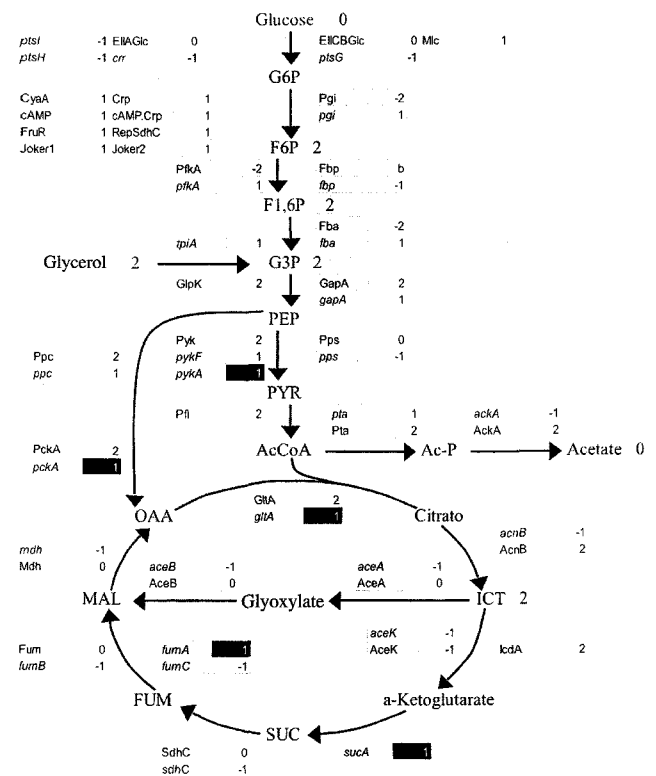 Glucose 0
ptsI -1 EIIAGlc 0 EIICBGlc 0 Mlc 1
ptsH -1 crr -1 ptsG -1
G6P
CyaA 1 Crp 1 Pgi -2
cAMP 1 cAMP.Crp 1 pgi 1
FruR 1 RepSdhC 1
Joker1 1 Joker2 1 F6P 2
PfkA -2 Fbp b
pfkA 1 fbp -1
F1,6P 2
Fba -2
tpiA 1 fba 1
Glycerol 2 G3P 2
GlpK 2 GapA 2
gapA 1
PEP
Pyk 2 Pps 0
Ppc 2 pykF 1 pps -1
ppc 1 pykA 1
PYR
Pfl 2 pta 1 ackA -1
Pta 2 AckA 2
PckA 2 AcCoA Ac-P Acetate 0
pckA 1
GltA 2
OAA gltA 1 Citrato
acnB -1
mdh -1 aceB -1 aceA -1 AcnB 2
Mdh 0 AceB 0 AceA 0
MAL Glyoxylate ICT 2
aceK -1
Fum 0 fumA 1 AceK -1 IcdA 2
fumB -1 fumC -1
FUM a-Ketoglutarate
SUC
SdhC 0 sucA 1
sdhC -1